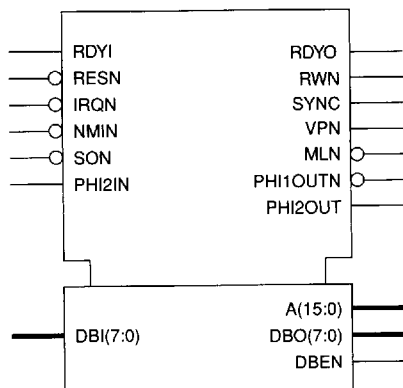 RDYI RDYO
RESN RWN
IRQN SYNC
NMIN VPN
SON MLN
PHI2IN PHI1OUTN
PHI2OUT
A(15:0)
DBI(7:0) DBO(7:0)
DBEN